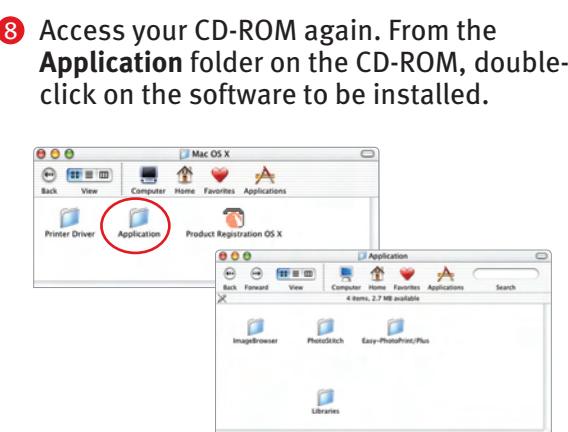 8 Access your CD-ROM again. From the
Application folder on the CD-ROM, double-
click on the software to be installed.
Mac OS X
Back View Computer Home Favorites Applications
Printer Driver Application Product Registration OS X
Application
Back Forward View Computer Home Favorites Applications Search
4 items, 2.7 MB available
ImageBrowser PhotoStitch Easy-PhotoPrint/Plus
Libraries